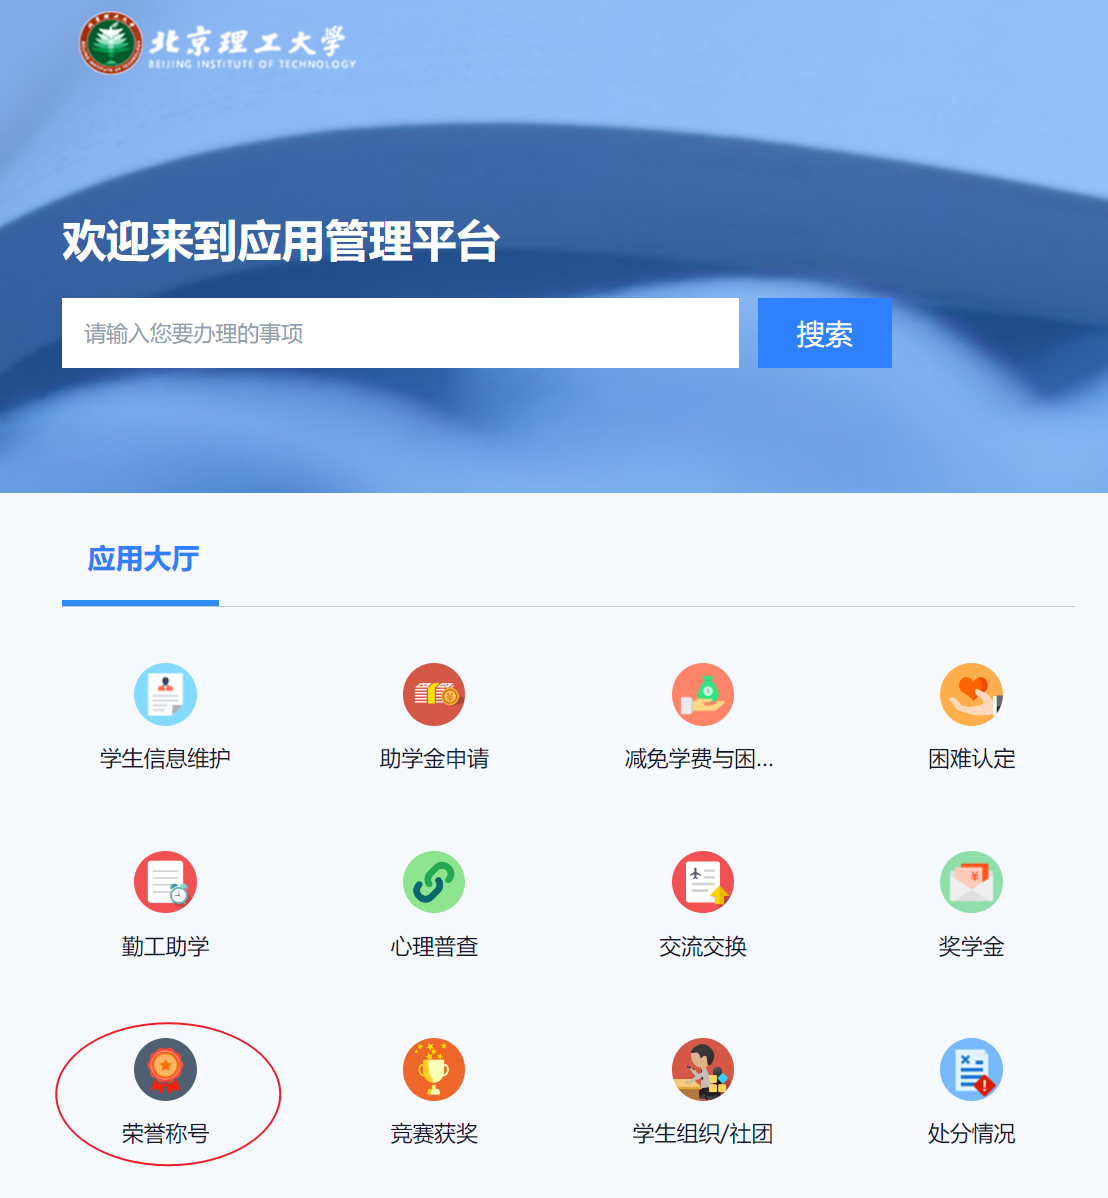 北京理工大学
BEIJING INSTITUTE OF TECHNOLOGY
欢迎来到应用管理平台
请输入您要办理的事项
搜索
应用大厅
学生信息维护
助学金申请
减免学费与困...
困难认定
勤工助学
心理普查
交流交换
奖学金
荣誉称号
竞赛获奖
学生组织/社团
处分情况